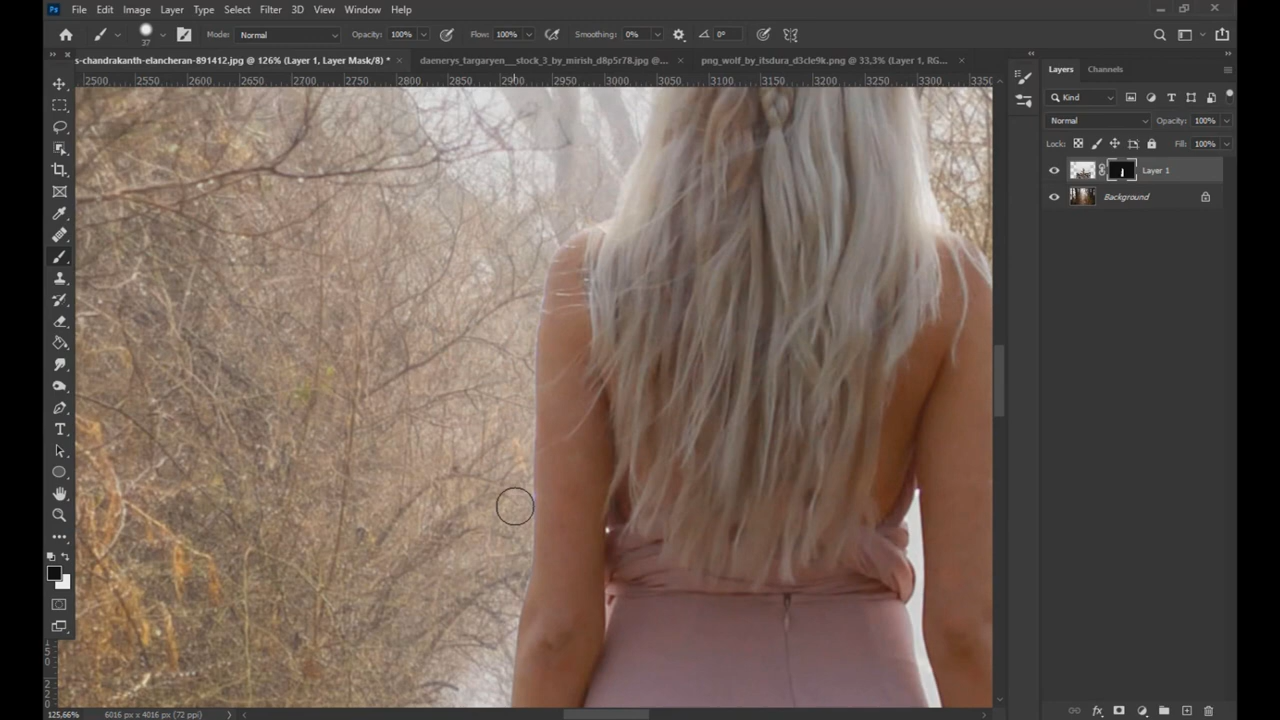 Ps File Edit Image Layer Type Select Filter 3D View Window Help
37 Mode: Normal Opacity: 100% Flow: 100% Smoothing: 0% 0°
s-chandrakanth-elancheran-891412.jpg @ 126% (Layer 1, Layer Mask/8) * × daenerys_targaryen__stock_3_by_mirish_d8p5r78.jpg @... × png_wolf_by_itsdura_d3cle9k.png @ 33,3% (Layer 1, RG... ×
2500 2550 2600 2650 2700 2750 2800 2850 2900 2950 3000 3050 3100 3150 3200 3250 3300 3350
Layers Channels
Kind
Normal Opacity: 100%
Lock: Fill: 100%
Layer 1
Background
125,66% 6016 px x 4016 px (72 ppi)